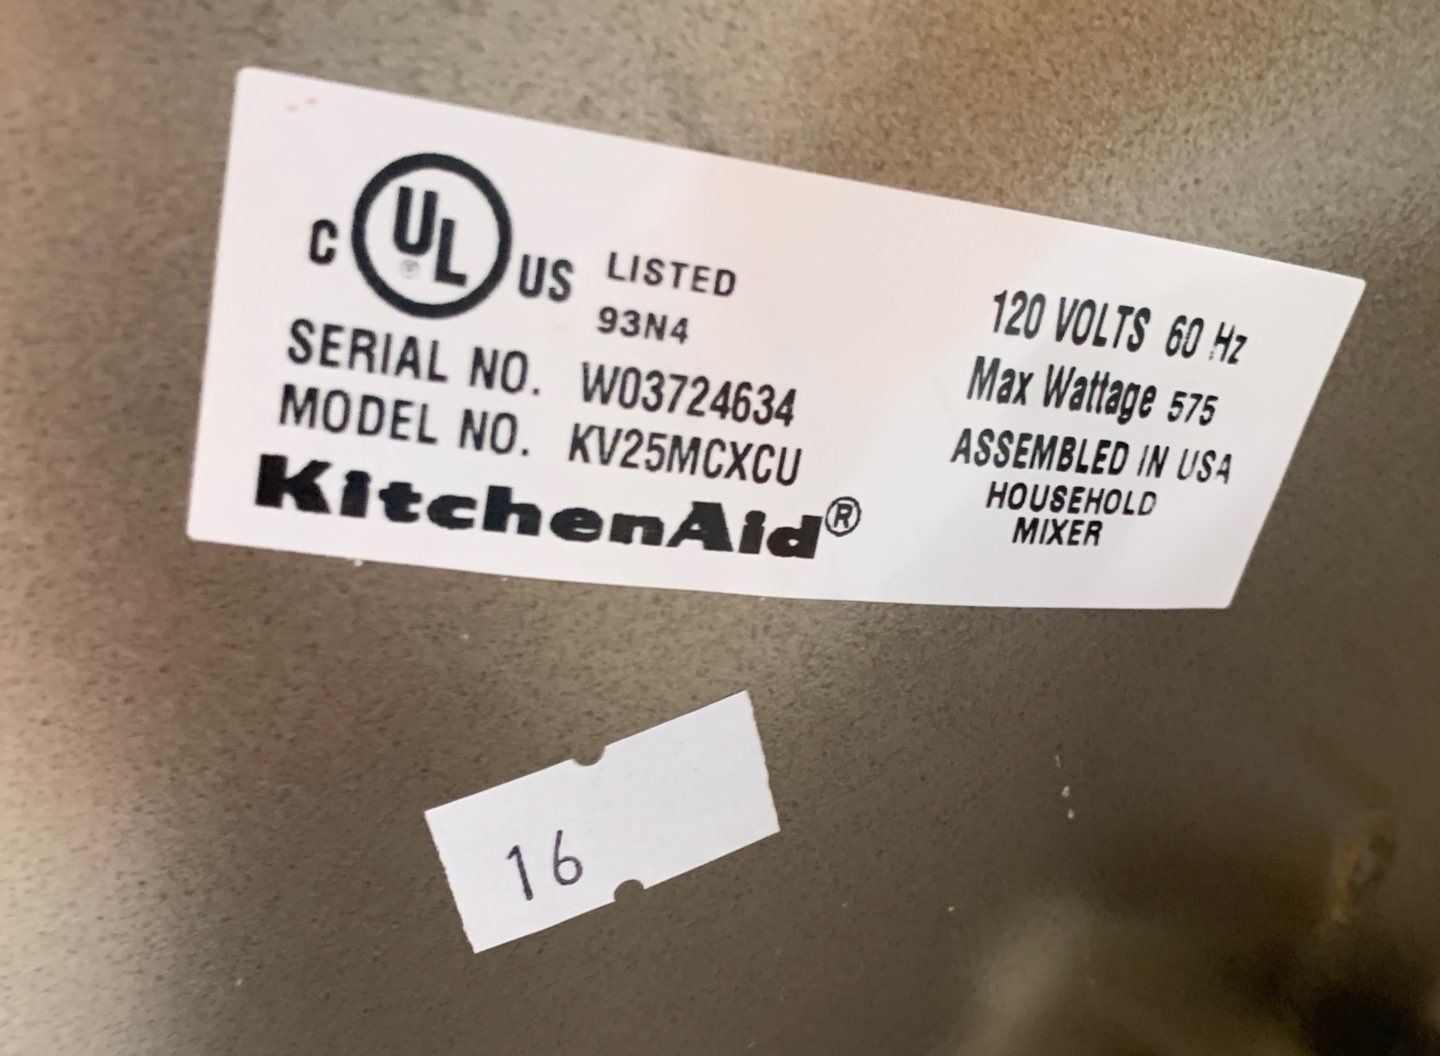 C UL® US LISTED
93N4
SERIAL NO. W03724634
MODEL NO. KV25MCXCU
KitchenAid®
120 VOLTS 60 Hz
Max Wattage 575
ASSEMBLED IN USA
HOUSEHOLD
MIXER
16